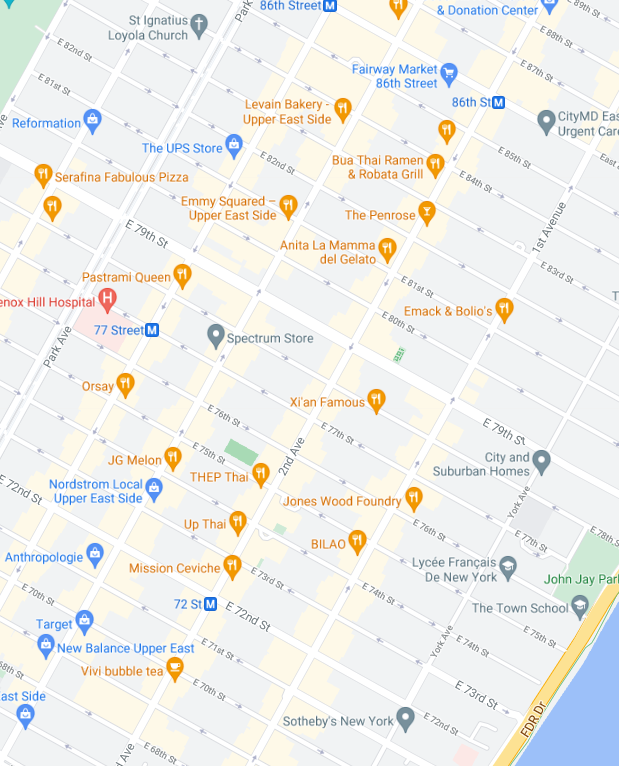 86th Street
& Donation Center
St Ignatius
Loyola Church
Park
E 88th St
E 82nd St
Fairway Market
86th Street
E 87th St
E 81st St
Levain Bakery -
Upper East Side
86th St
Reformation
CityMD Eas
Urgent Care
The UPS Store
E 82nd St
E 85th St
East
Bua Thai Ramen
& Robata Grill
Serafina Fabulous Pizza
E 84th St
Emmy Squared –
Upper East Side
The Penrose
1st Avenue
E 79th St
Anita La Mamma
del Gelato
E 83rd St
Pastrami Queen
E 81st St
enox Hill Hospital
Emack & Bolio's
E 80th St
77 Street
Spectrum Store
Park Ave
Orsay
Xi'an Famous
E 76th St
E 77th St
E 79th St
2nd Ave
E 75th St
JG Melon
City and
Suburban Homes
THEP Thai
E 72nd St
Nordstrom Local
Upper East Side
Jones Wood Foundry
York Ave
Up Thai
E 76th St
E 78th
E 77th St
BILAO
Anthropologie
Mission Ceviche
Lycée Français
De New York
E 73rd St
John Jay Park
E 74th St
E 70th St
72 St
E 72nd St
The Town School
Target
E 75th St
New Balance Upper East
E 71st St
York Ave
E 74th St
68th St
Vivi bubble tea
E 70th St
E 73rd St
ast Side
Sotheby's New York
E 72nd St
FDR Dr
d Ave
E 68th St